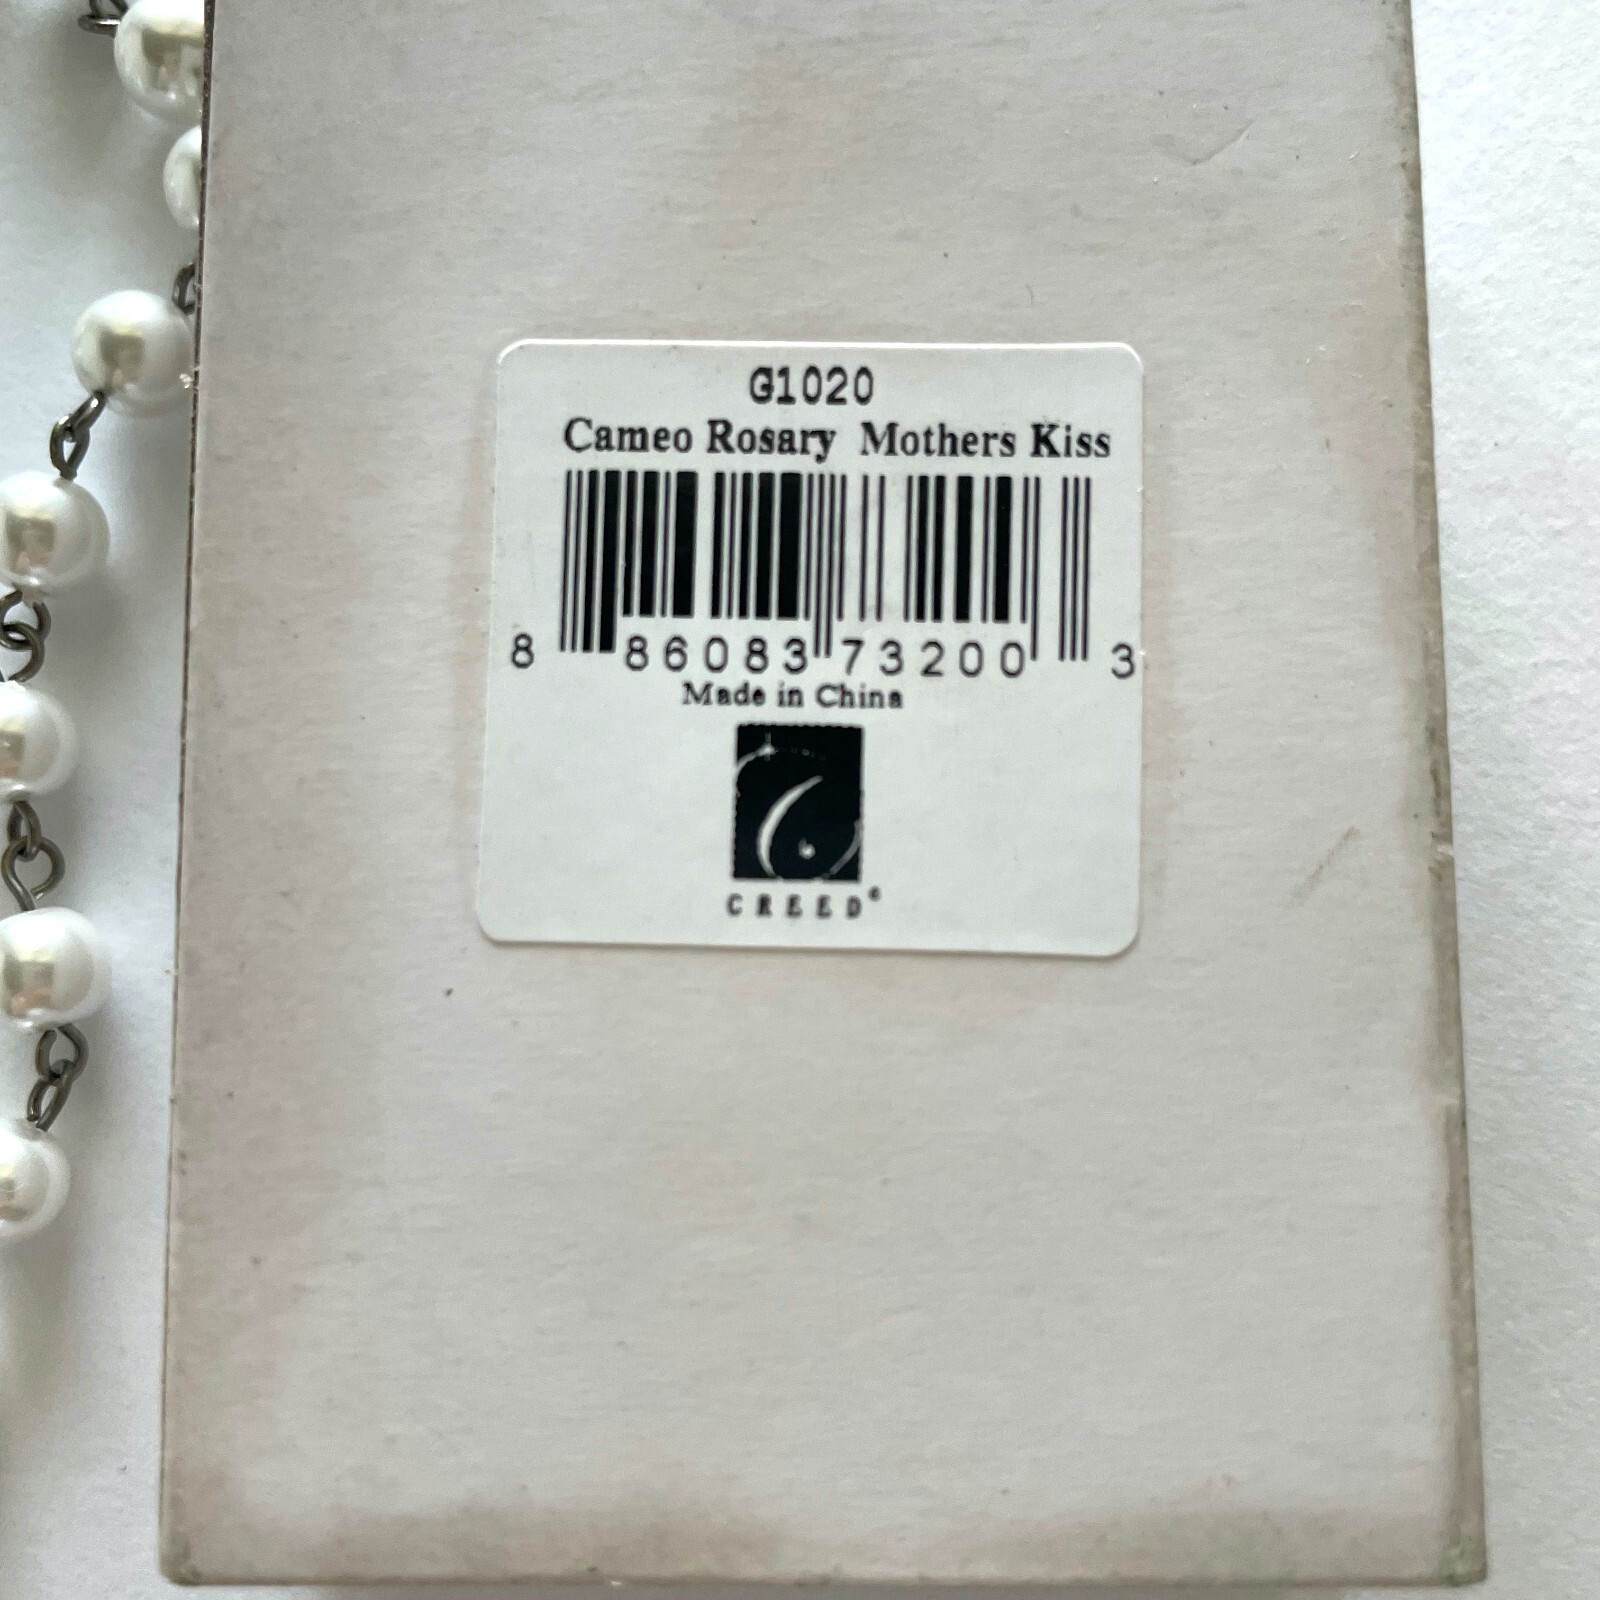 G1020
Cameo Rosary Mothers Kiss
8 86083 73200 3
Made in China
CREED®